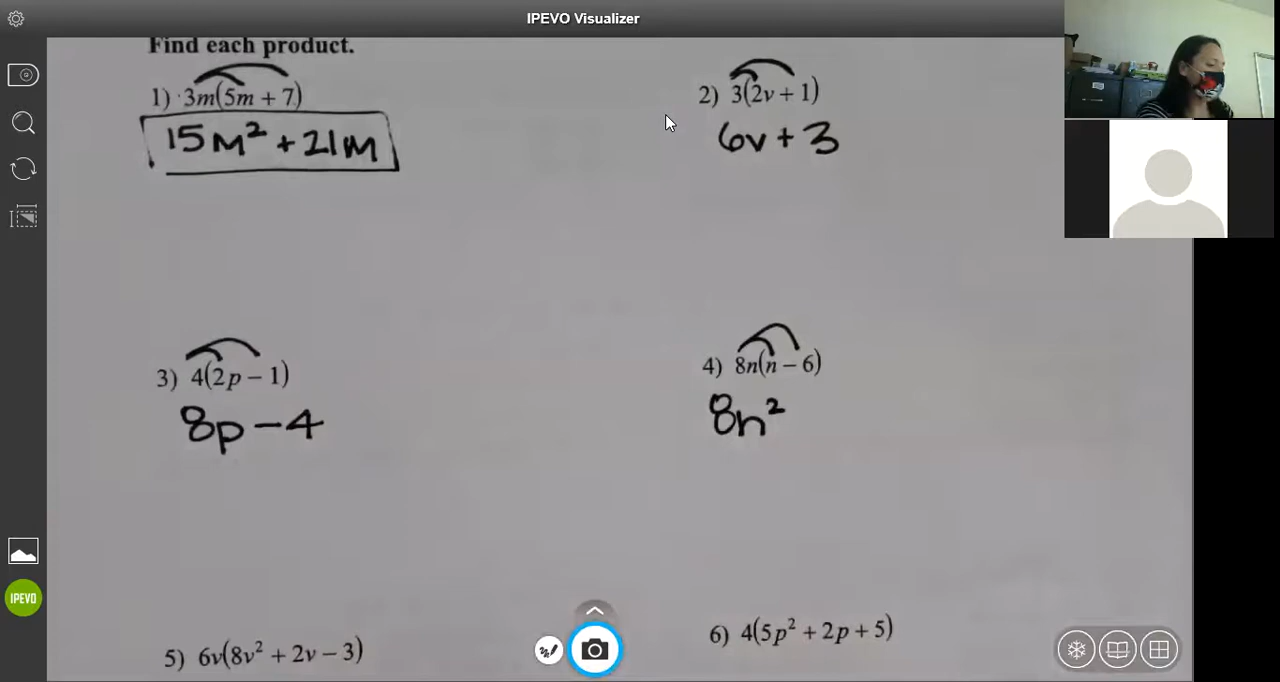 IPEVO Visualizer
Find each product.
1) 3m(5m + 7)
15m² + 21m
2) 3(2v + 1)
6v + 3
3) 4(2p − 1)
8p − 4
4) 8n(n − 6)
8n²
5) 6v(8v² + 2v − 3)
6) 4(5p² + 2p + 5)
IPEVO